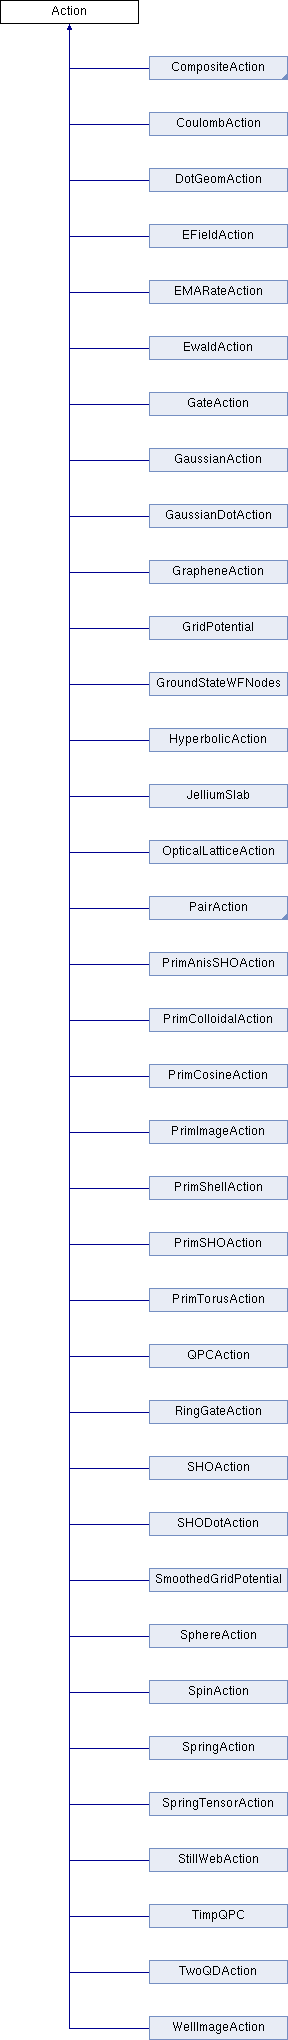 Action
CompositeAction
CoulombAction
DotGeomAction
EFieldAction
EMARateAction
EwaldAction
GateAction
GaussianAction
GaussianDotAction
GrapheneAction
GridPotential
GroundStateWFNodes
HyperbolicAction
JelliumSlab
OpticalLatticeAction
PairAction
PrimAnisSHOAction
PrimColloidalAction
PrimCosineAction
PrimImageAction
PrimShellAction
PrimSHOAction
PrimTorusAction
QPCAction
RingGateAction
SHOAction
SHODotAction
SmoothedGridPotential
SphereAction
SpinAction
SpringAction
SpringTensorAction
StillWebAction
TimpQPC
TwoQDAction
WellImageAction